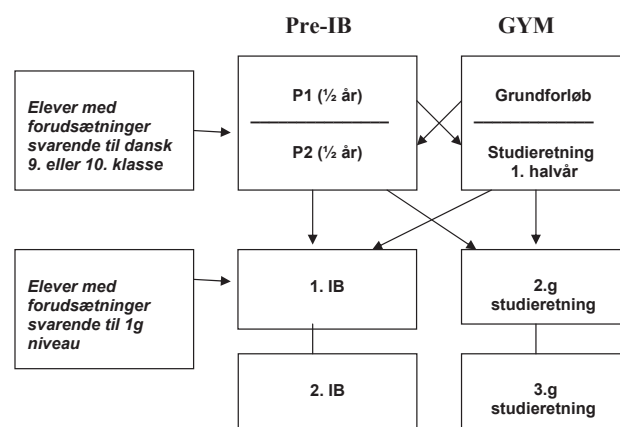 Pre-IB
GYM
Elever med
forudsætninger
svarende til dansk
9. eller 10. klasse
P1 (½ år)
P2 (½ år)
Grundforløb
Studieretning
1. halvår
Elever med
forudsætninger
svarende til 1g
niveau
1. IB
2.g
studieretning
2. IB
3.g
studieretning